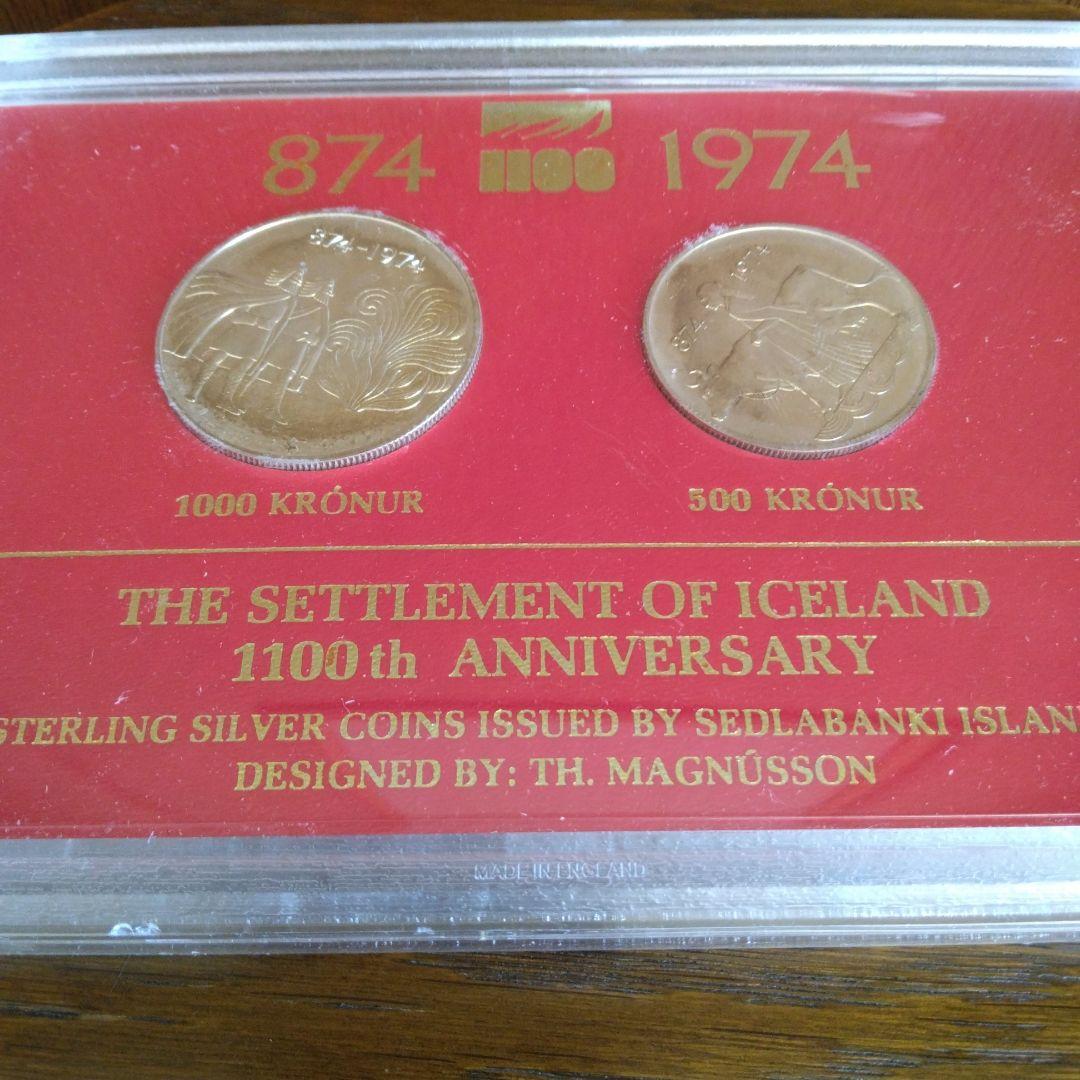 874 1100 1974
874-1974
874 1974
1000 KRÓNUR 500 KRÓNUR
THE SETTLEMENT OF ICELAND
1100th ANNIVERSARY
STERLING SILVER COINS ISSUED BY SEDLABANKI ISLAN
DESIGNED BY: TH. MAGNÚSSON
MADE IN ENGLAND